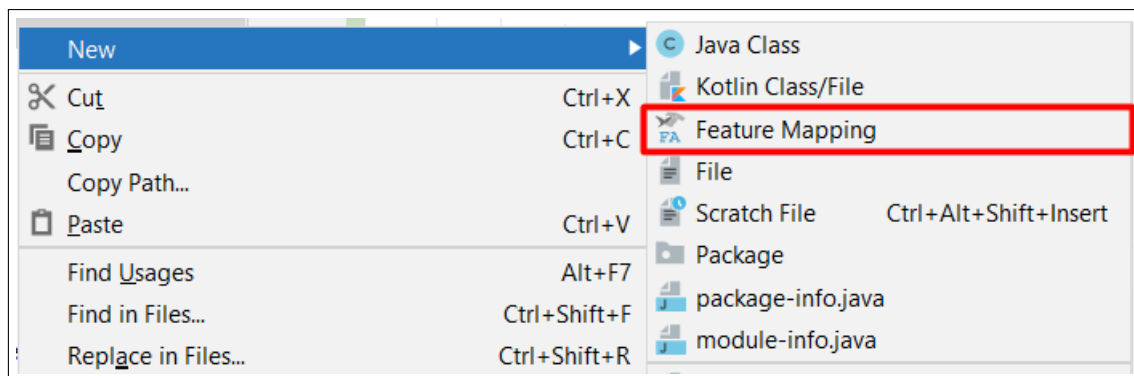 New
Cut Ctrl+X
Copy Ctrl+C
Copy Path...
Paste Ctrl+V
Find Usages Alt+F7
Find in Files... Ctrl+Shift+F
Replace in Files... Ctrl+Shift+R
C Java Class
Kotlin Class/File
FA Feature Mapping
File
Scratch File Ctrl+Alt+Shift+Insert
Package
J package-info.java
J module-info.java